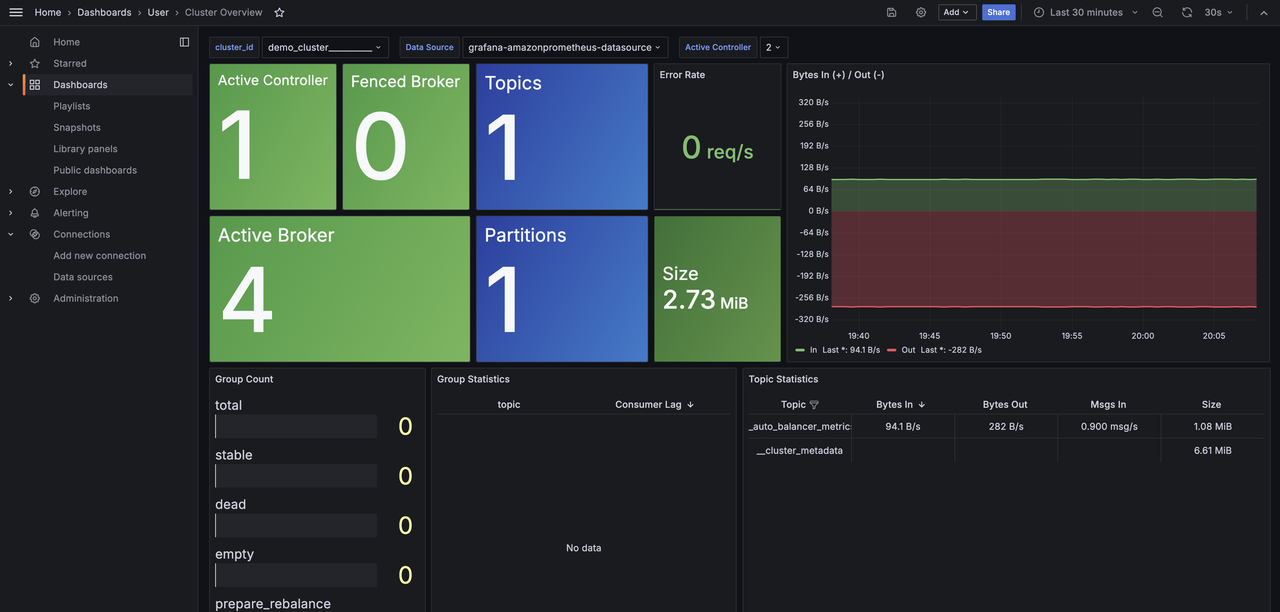 Home › Dashboards › User › Cluster Overview
Add
Share
Last 30 minutes
30s
Home
Starred
Dashboards
Playlists
Snapshots
Library panels
Public dashboards
Explore
Alerting
Connections
Add new connection
Data sources
Administration
cluster_id demo_cluster__________ Data Source grafana-amazonprometheus-datasource Active Controller 2
Active Controller
1
Fenced Broker
0
Topics
1
Error Rate
0 req/s
Active Broker
4
Partitions
1
Size
2.73 MiB
Bytes In (+) / Out (-)
320 B/s
256 B/s
192 B/s
128 B/s
64 B/s
0 B/s
-64 B/s
-128 B/s
-192 B/s
-256 B/s
-320 B/s
19:40 19:45 19:50 19:55 20:00 20:05
In Last *: 94.1 B/s Out Last *: -282 B/s
Group Count
total
0
stable
0
dead
0
empty
0
prepare_rebalance
Group Statistics
topic Consumer Lag
No data
Topic Statistics
Topic Bytes In Bytes Out Msgs In Size
_auto_balancer_metrics 94.1 B/s 282 B/s 0.900 msg/s 1.08 MiB
__cluster_metadata 6.61 MiB